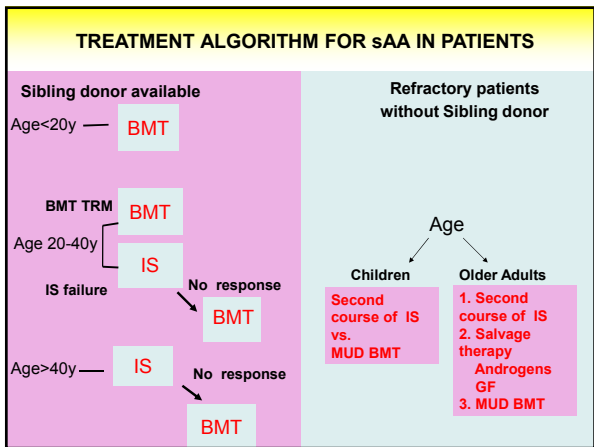 TREATMENT ALGORITHM FOR sAA IN PATIENTS
Sibling donor available
Age<20y
BMT
BMT TRM
BMT
Age 20-40y
IS
IS failure
No response
BMT
Age>40y
IS
No response
BMT
Refractory patients
without Sibling donor
Age
Children
Second
course of IS
vs.
MUD BMT
Older Adults
1. Second
course of IS
2. Salvage
therapy
Androgens
GF
3. MUD BMT